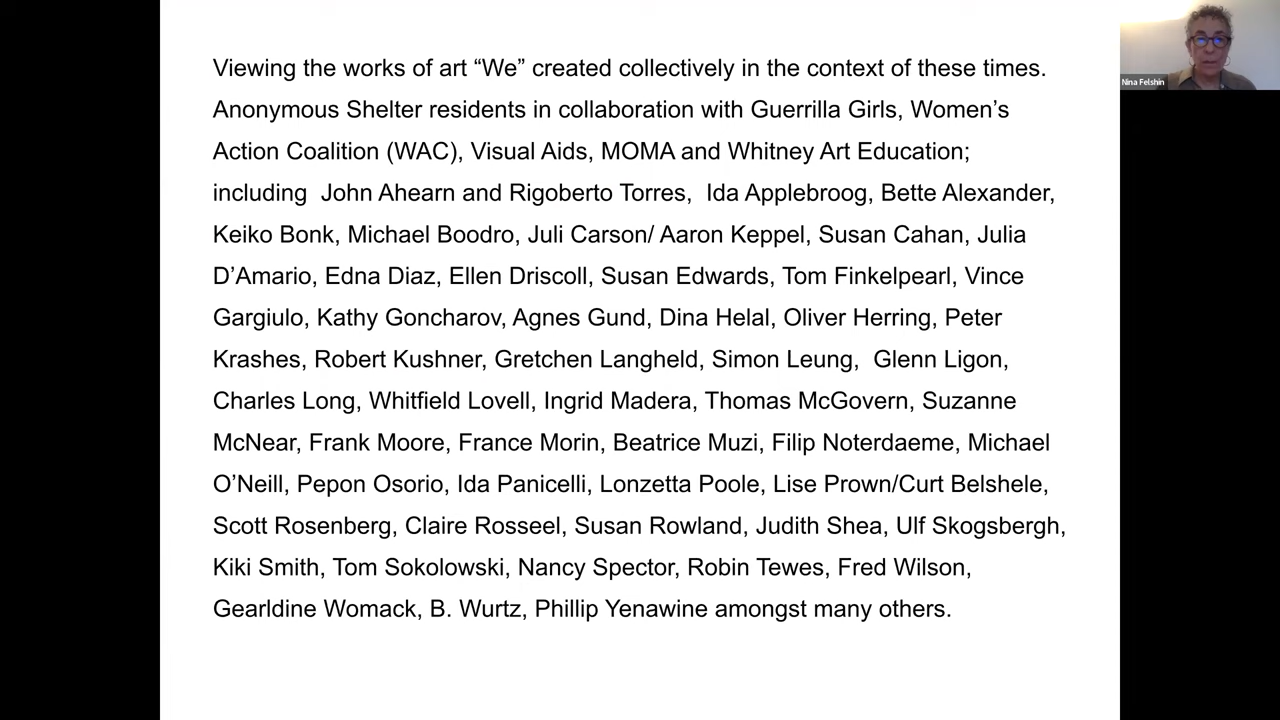 Viewing the works of art “We” created collectively in the context of these times.
Anonymous Shelter residents in collaboration with Guerrilla Girls, Women’s
Action Coalition (WAC), Visual Aids, MOMA and Whitney Art Education;
including  John Ahearn and Rigoberto Torres,  Ida Applebroog, Bette Alexander,
Keiko Bonk, Michael Boodro, Juli Carson/ Aaron Keppel, Susan Cahan, Julia
D’Amario, Edna Diaz, Ellen Driscoll, Susan Edwards, Tom Finkelpearl, Vince
Gargiulo, Kathy Goncharov, Agnes Gund, Dina Helal, Oliver Herring, Peter
Krashes, Robert Kushner, Gretchen Langheld, Simon Leung,  Glenn Ligon,
Charles Long, Whitfield Lovell, Ingrid Madera, Thomas McGovern, Suzanne
McNear, Frank Moore, France Morin, Beatrice Muzi, Filip Noterdaeme, Michael
O’Neill, Pepon Osorio, Ida Panicelli, Lonzetta Poole, Lise Prown/Curt Belshele,
Scott Rosenberg, Claire Rosseel, Susan Rowland, Judith Shea, Ulf Skogsbergh,
Kiki Smith, Tom Sokolowski, Nancy Spector, Robin Tewes, Fred Wilson,
Gearldine Womack, B. Wurtz, Phillip Yenawine amongst many others.
Nina Felshin